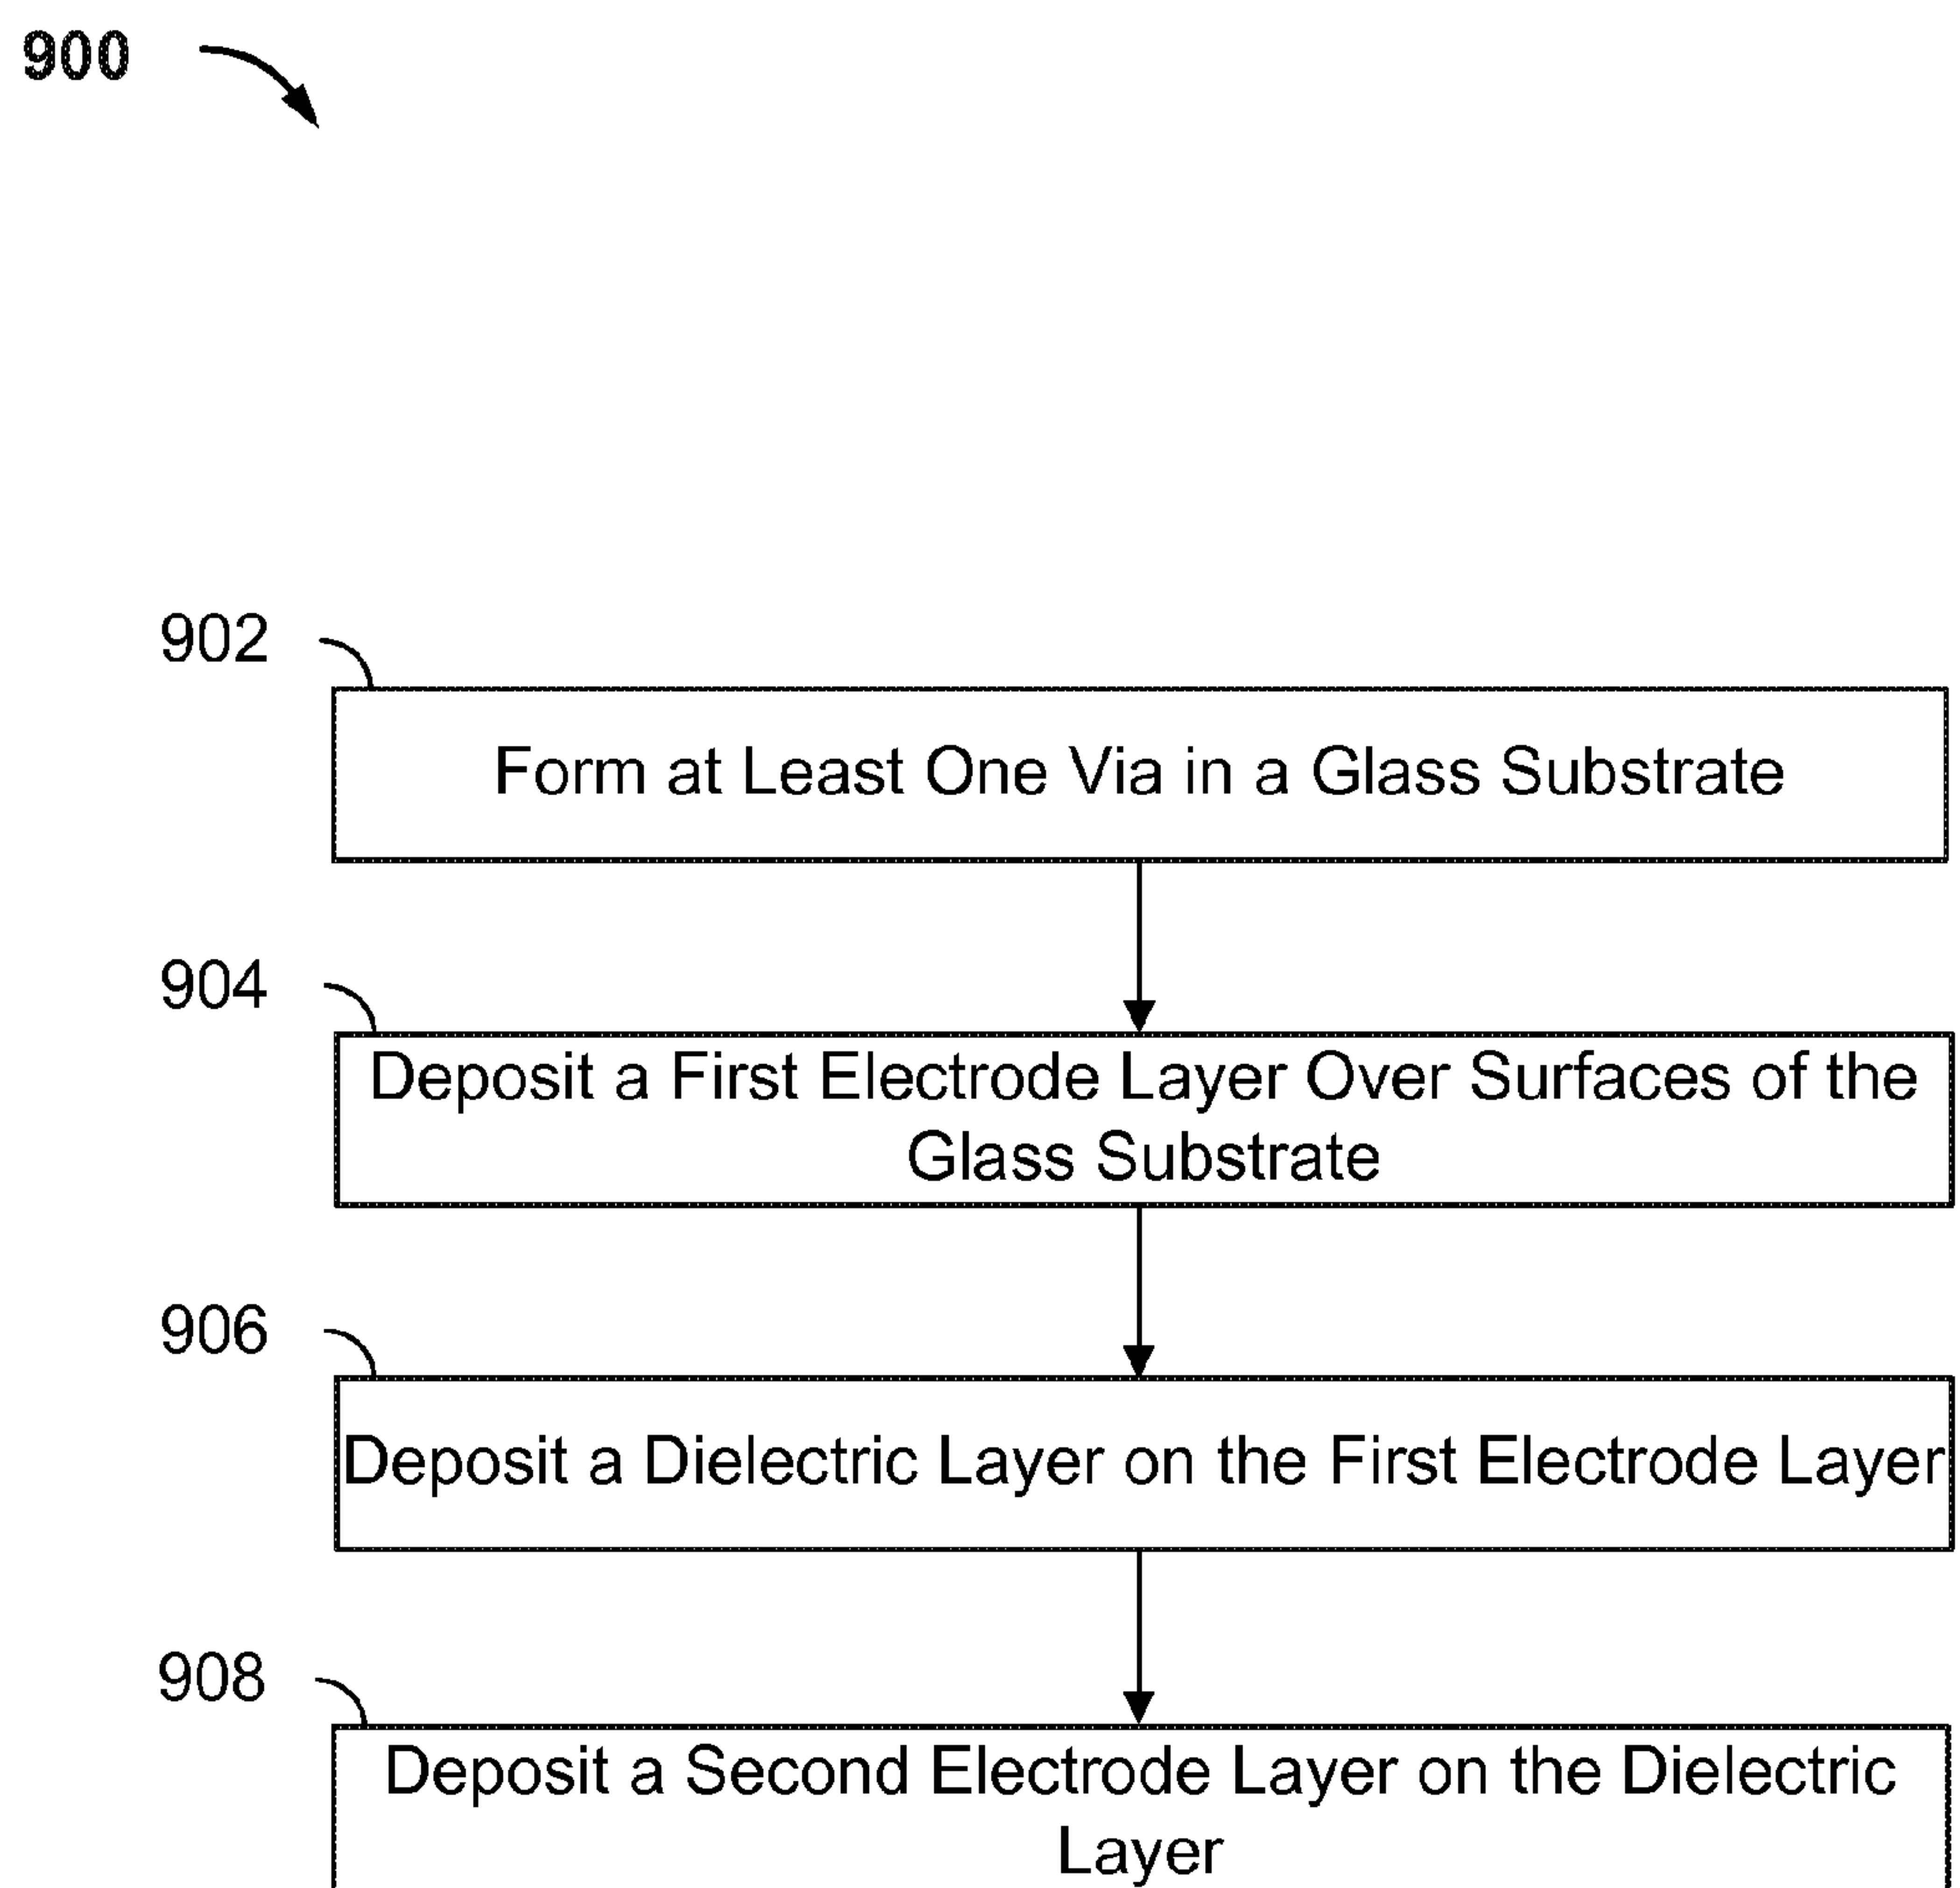 900
902
Form at Least One Via in a Glass Substrate
904
Deposit a First Electrode Layer Over Surfaces of the
Glass Substrate
906
Deposit a Dielectric Layer on the First Electrode Layer
908
Deposit a Second Electrode Layer on the Dielectric
Layer